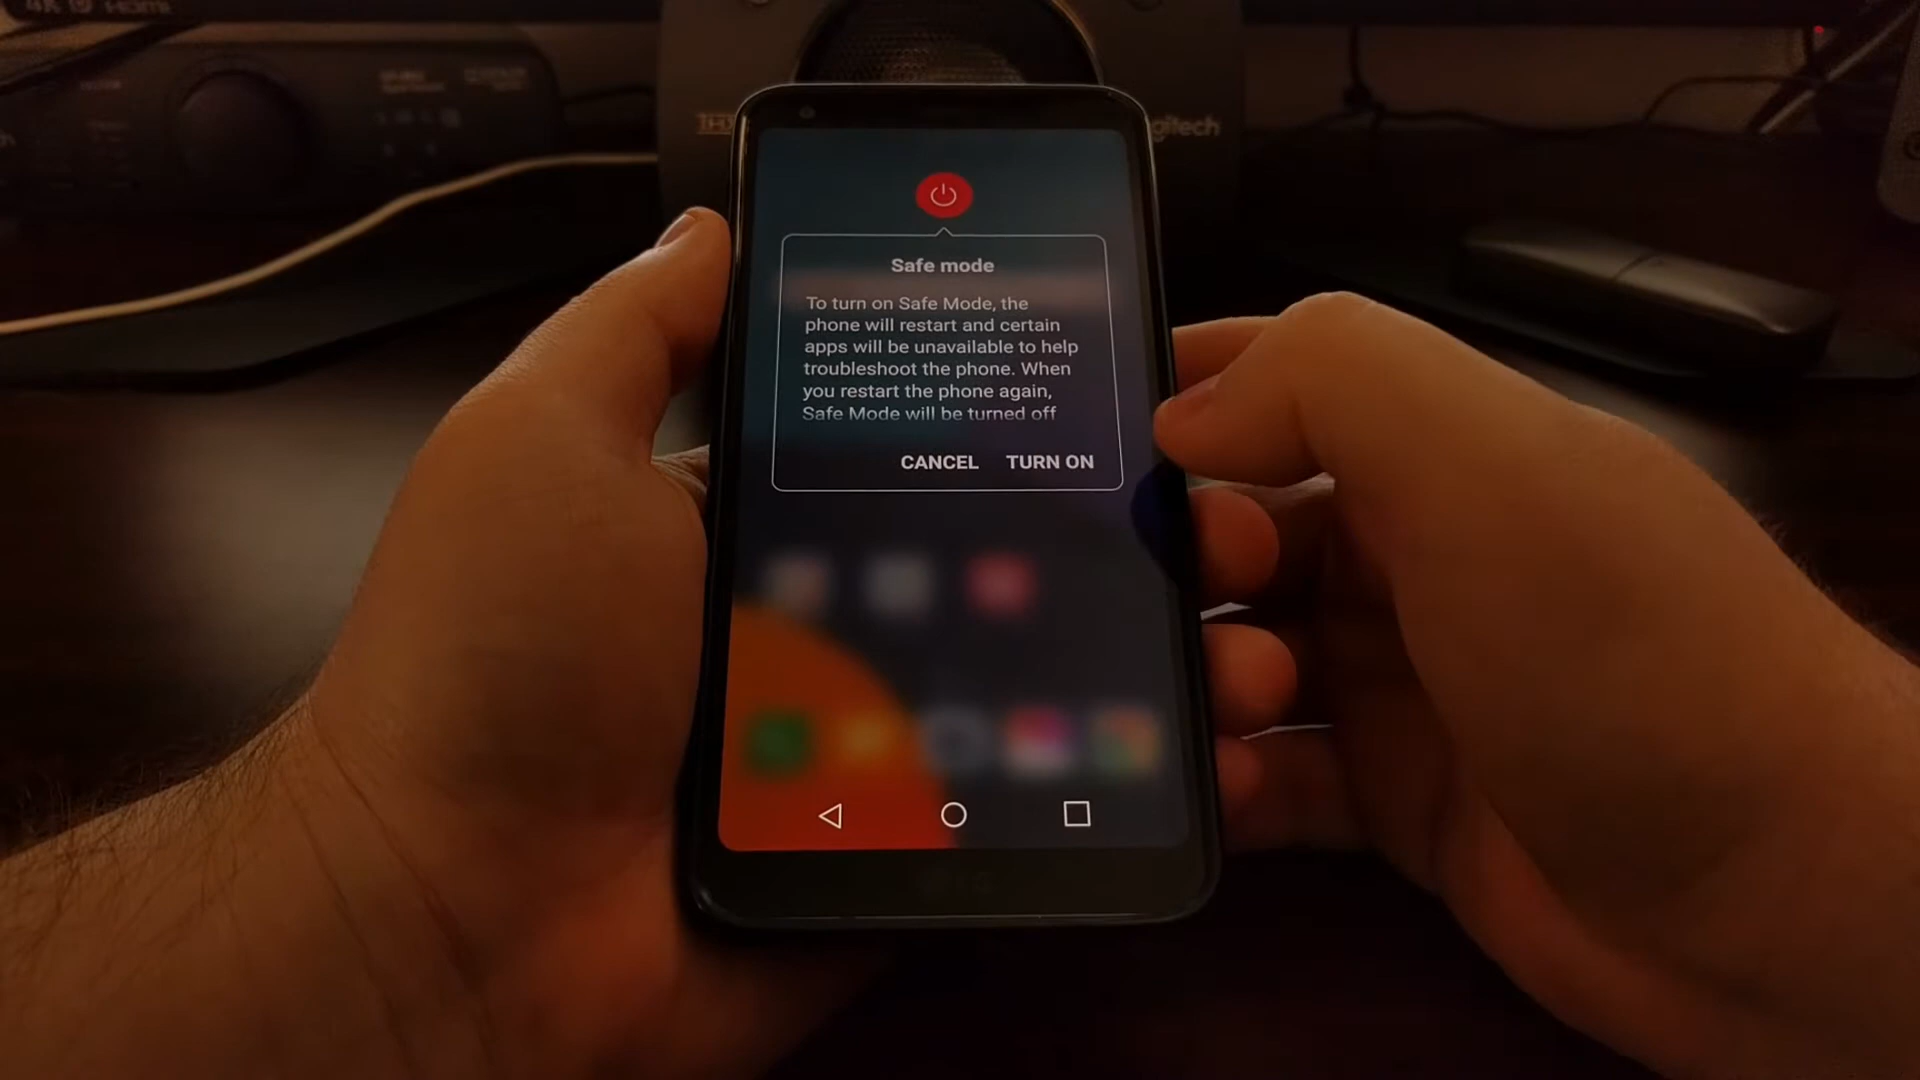 HDMI
gitech
Safe mode
To turn on Safe Mode, the
phone will restart and certain
apps will be unavailable to help
troubleshoot the phone. When
you restart the phone again,
Safe Mode will be turned off
CANCEL TURN ON